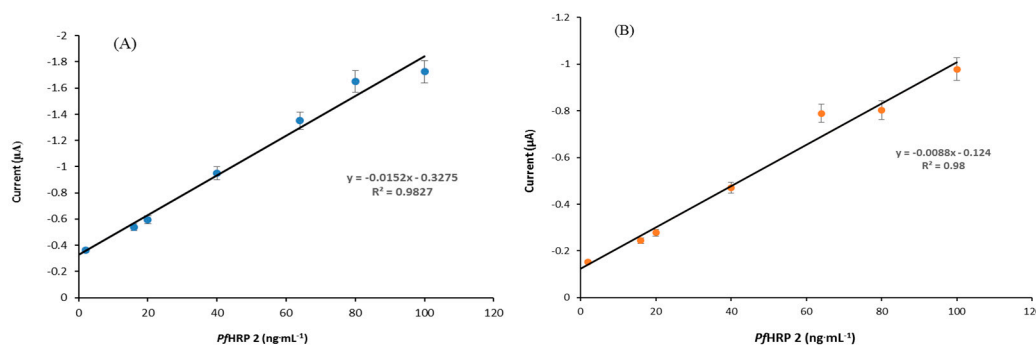 (A)
-2
-1.8
-1.6
-1.4
-1.2
-1
-0.8
-0.6
-0.4
-0.2
0
0 20 40 60 80 100 120
Current (µA)
PfHRP 2 (ng·mL⁻¹)
y = -0.0152x - 0.3275
R² = 0.9827
(B)
-1.2
-1
-0.8
-0.6
-0.4
-0.2
0
0 20 40 60 80 100 120
Current (µA)
PfHRP 2 (ng·mL⁻¹)
y = -0.0088x - 0.124
R² = 0.98